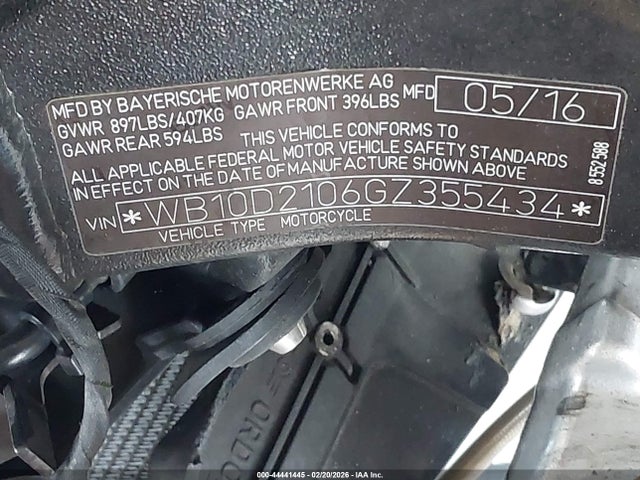 MFD BY BAYERISCHE MOTORENWERKE AG
GVWR 897LBS/407KG GAWR FRONT 396LBS MFD 05/16
GAWR REAR 594LBS THIS VEHICLE CONFORMS TO
ALL APPLICABLE FEDERAL MOTOR VEHICLE SAFETY STANDARDS
IN EFFECT ON THE DATE OF MANUFACTURE SHOWN ABOVE
8552588
VIN *WB10D2106GZ355434*
VEHICLE TYPE MOTORCYCLE
000-44441445 - 02/20/2026 - IAA Inc.